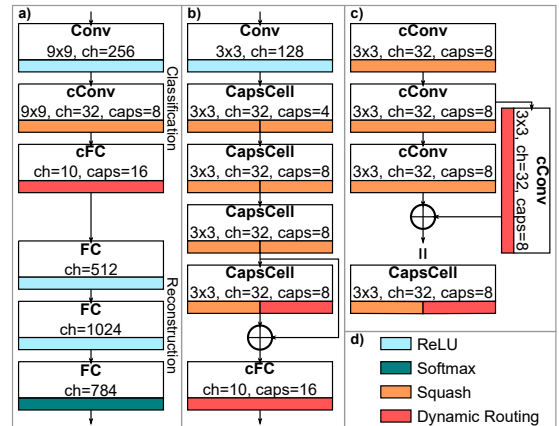 a)
Conv
9x9, ch=256
cConv
9x9, ch=32, caps=8
cFC
ch=10, caps=16
Classification
FC
ch=512
FC
ch=1024
FC
ch=784
Reconstruction
b)
Conv
3x3, ch=128
CapsCell
3x3, ch=32, caps=4
CapsCell
3x3, ch=32, caps=8
CapsCell
3x3, ch=32, caps=8
CapsCell
3x3, ch=32, caps=8
cFC
ch=10, caps=16
c)
cConv
3x3, ch=32, caps=8
cConv
3x3, ch=32, caps=8
cConv
3x3, ch=32, caps=8
cConv
3x3, ch=32, caps=8
=
CapsCell
3x3, ch=32, caps=8
d)
ReLU
Softmax
Squash
Dynamic Routing